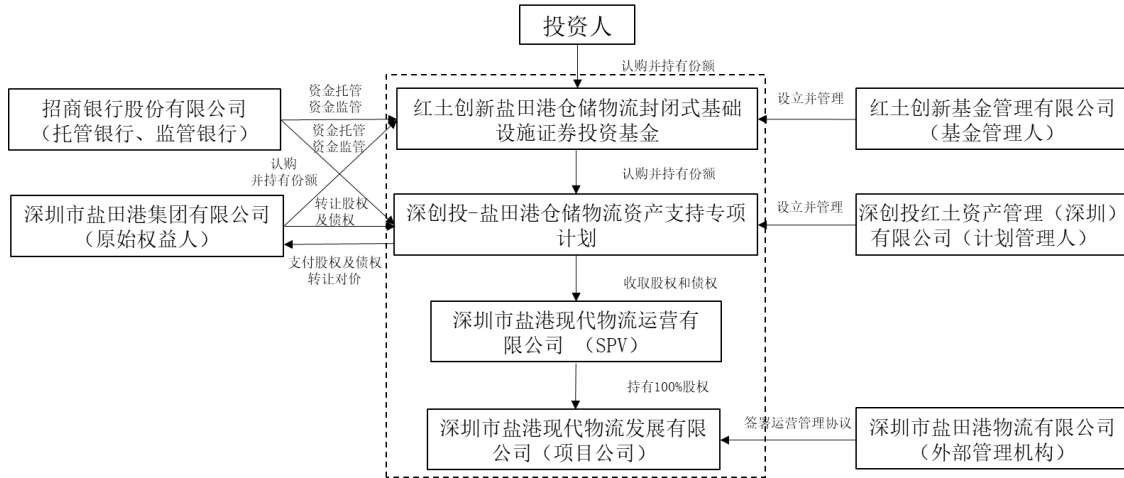 投资人
认购并持有份额
招商银行股份有限公司
（托管银行、监管银行）
资金托管
资金监管
资金托管
资金监管
红土创新盐田港仓储物流封闭式基础
设施证券投资基金
设立并管理
红土创新基金管理有限公司
（基金管理人）
认购
并持有份额
认购并持有份额
深圳市盐田港集团有限公司
（原始权益人）
转让股权
及债权
深创投-盐田港仓储物流资产支持专项
计划
设立并管理
深创投红土资产管理（深圳）
有限公司（计划管理人）
支付股权及债权
转让对价
收取股权和债权
深圳市盐港现代物流运营有
限公司 （SPV）
持有100%股权
深圳市盐港现代物流发展有限
公司（项目公司）
签署运营管理协议
深圳市盐田港物流有限公司
（外部管理机构）